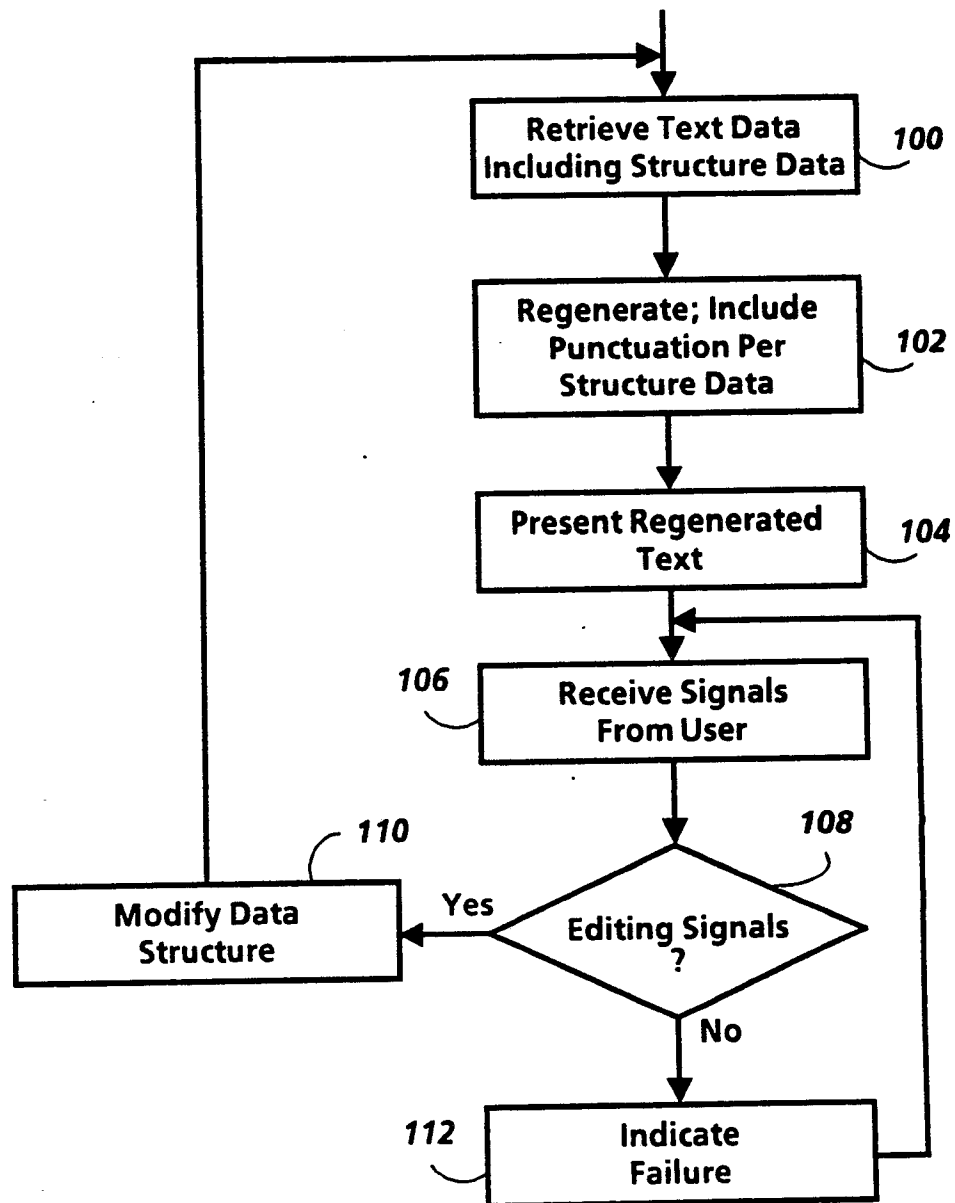 Retrieve Text Data
Including Structure Data
100
Regenerate; Include
Punctuation Per
Structure Data
102
Present Regenerated
Text
104
106
Receive Signals
From User
108
110
Modify Data
Structure
Yes
Editing Signals
?
No
112
Indicate
Failure